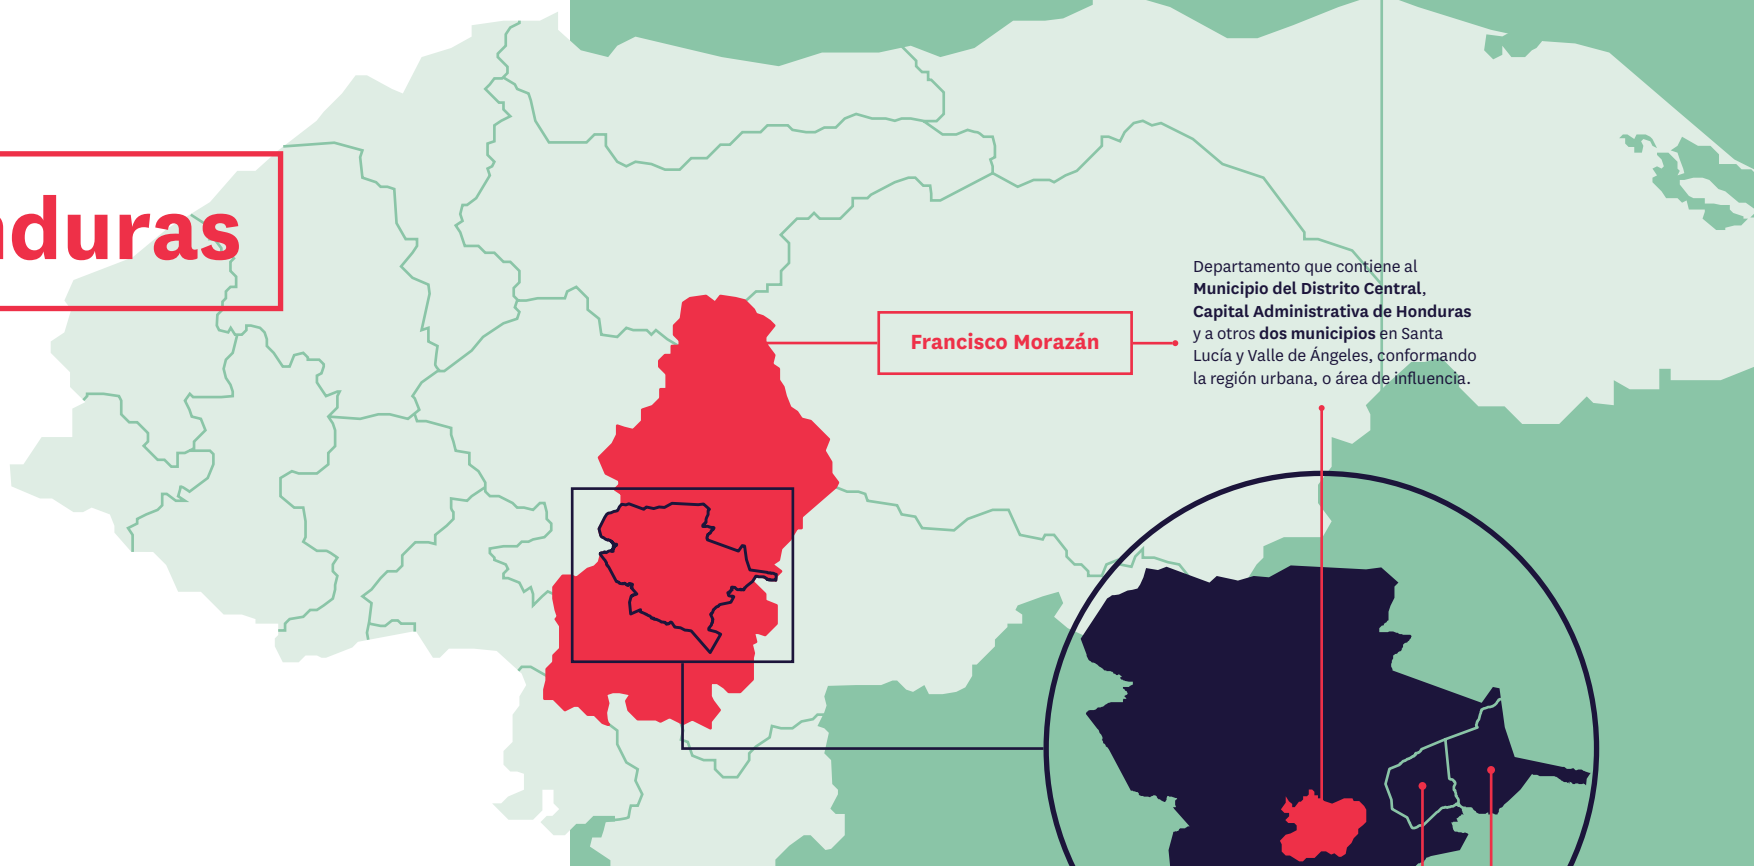 nduras
Departamento que contiene al
Municipio del Distrito Central,
Capital Administrativa de Honduras
y a otros dos municipios en Santa
Lucía y Valle de Ángeles, conformando
la región urbana, o área de influencia.
Francisco Morazán